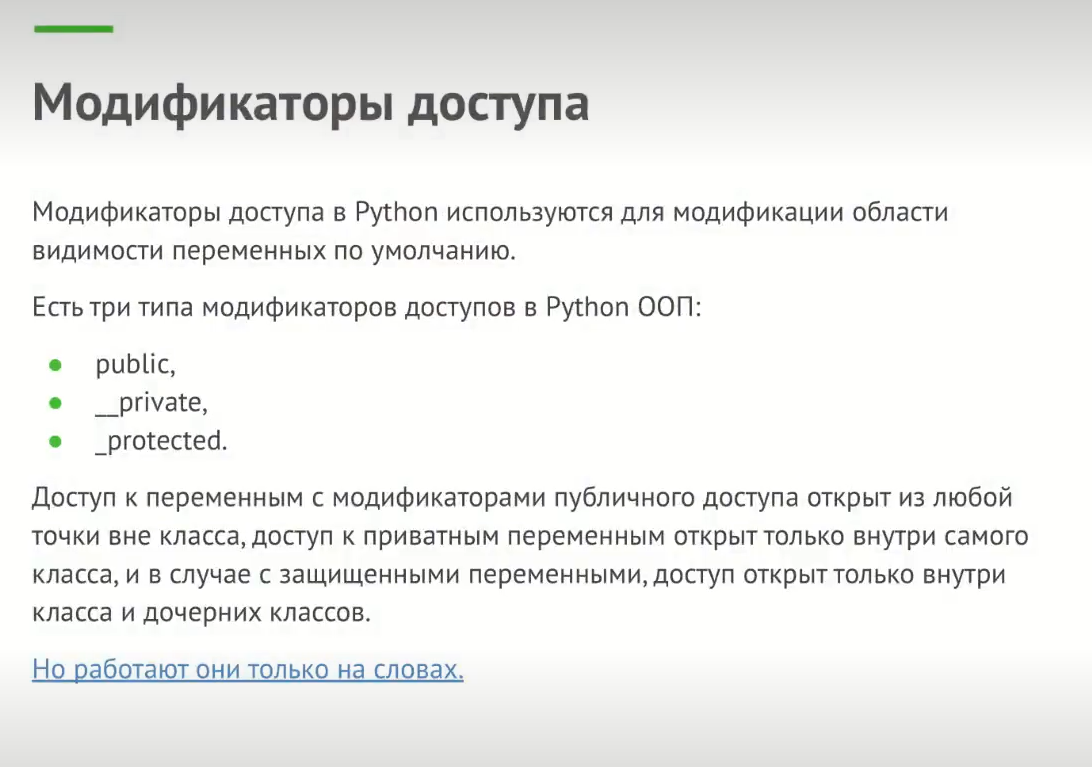 Модификаторы доступа
Модификаторы доступа в Python используются для модификации области
видимости переменных по умолчанию.
Есть три типа модификаторов доступов в Python ООП:
● public,
● __private,
● _protected.
Доступ к переменным с модификаторами публичного доступа открыт из любой
точки вне класса, доступ к приватным переменным открыт только внутри самого
класса, и в случае с защищенными переменными, доступ открыт только внутри
класса и дочерних классов.
Но работают они только на словах.